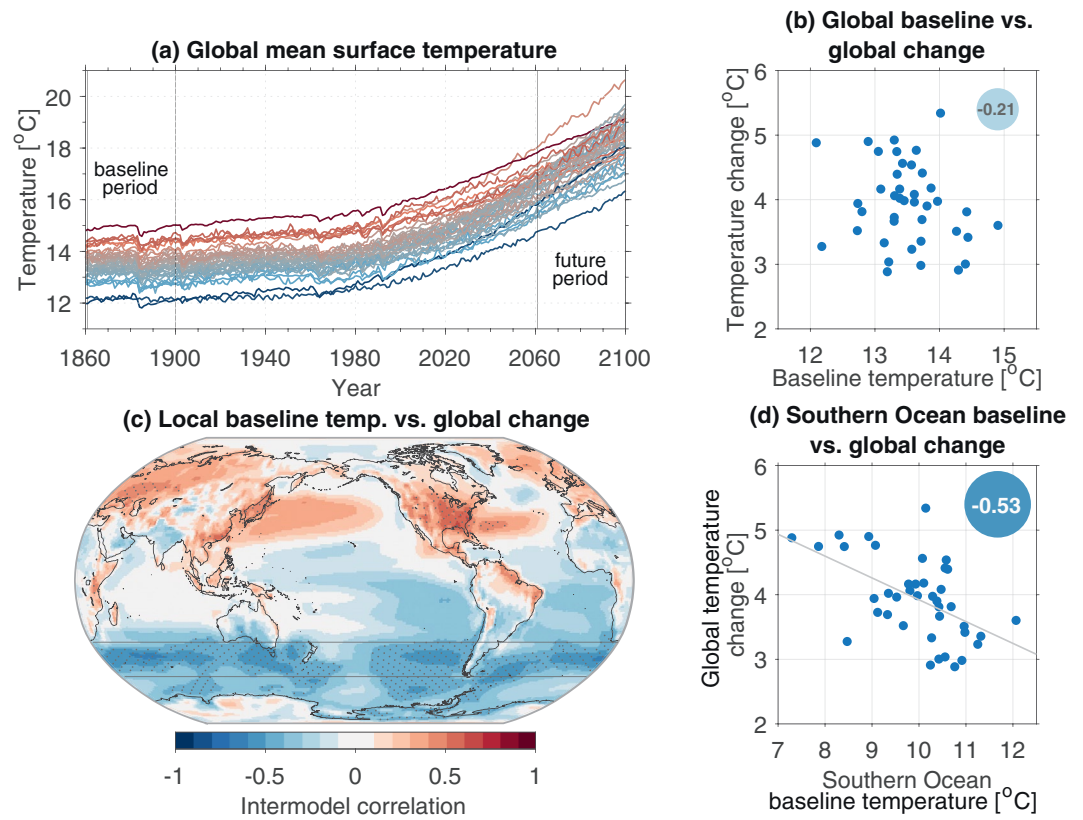 (a) Global mean surface temperature
Temperature [°C]
20
18
16
14
12
baseline
period
future
period
1860
1900
1940
1980
2020
2060
2100
Year
(b) Global baseline vs.
global change
Temperature change [°C]
6
5
4
3
2
-0.21
12
13
14
15
Baseline temperature [°C]
(c) Local baseline temp. vs. global change
-1
-0.5
0
0.5
1
Intermodel correlation
(d) Southern Ocean baseline
vs. global change
Global temperature
change [°C]
6
5
4
3
2
-0.53
7
8
9
10
11
12
Southern Ocean
baseline temperature [°C]